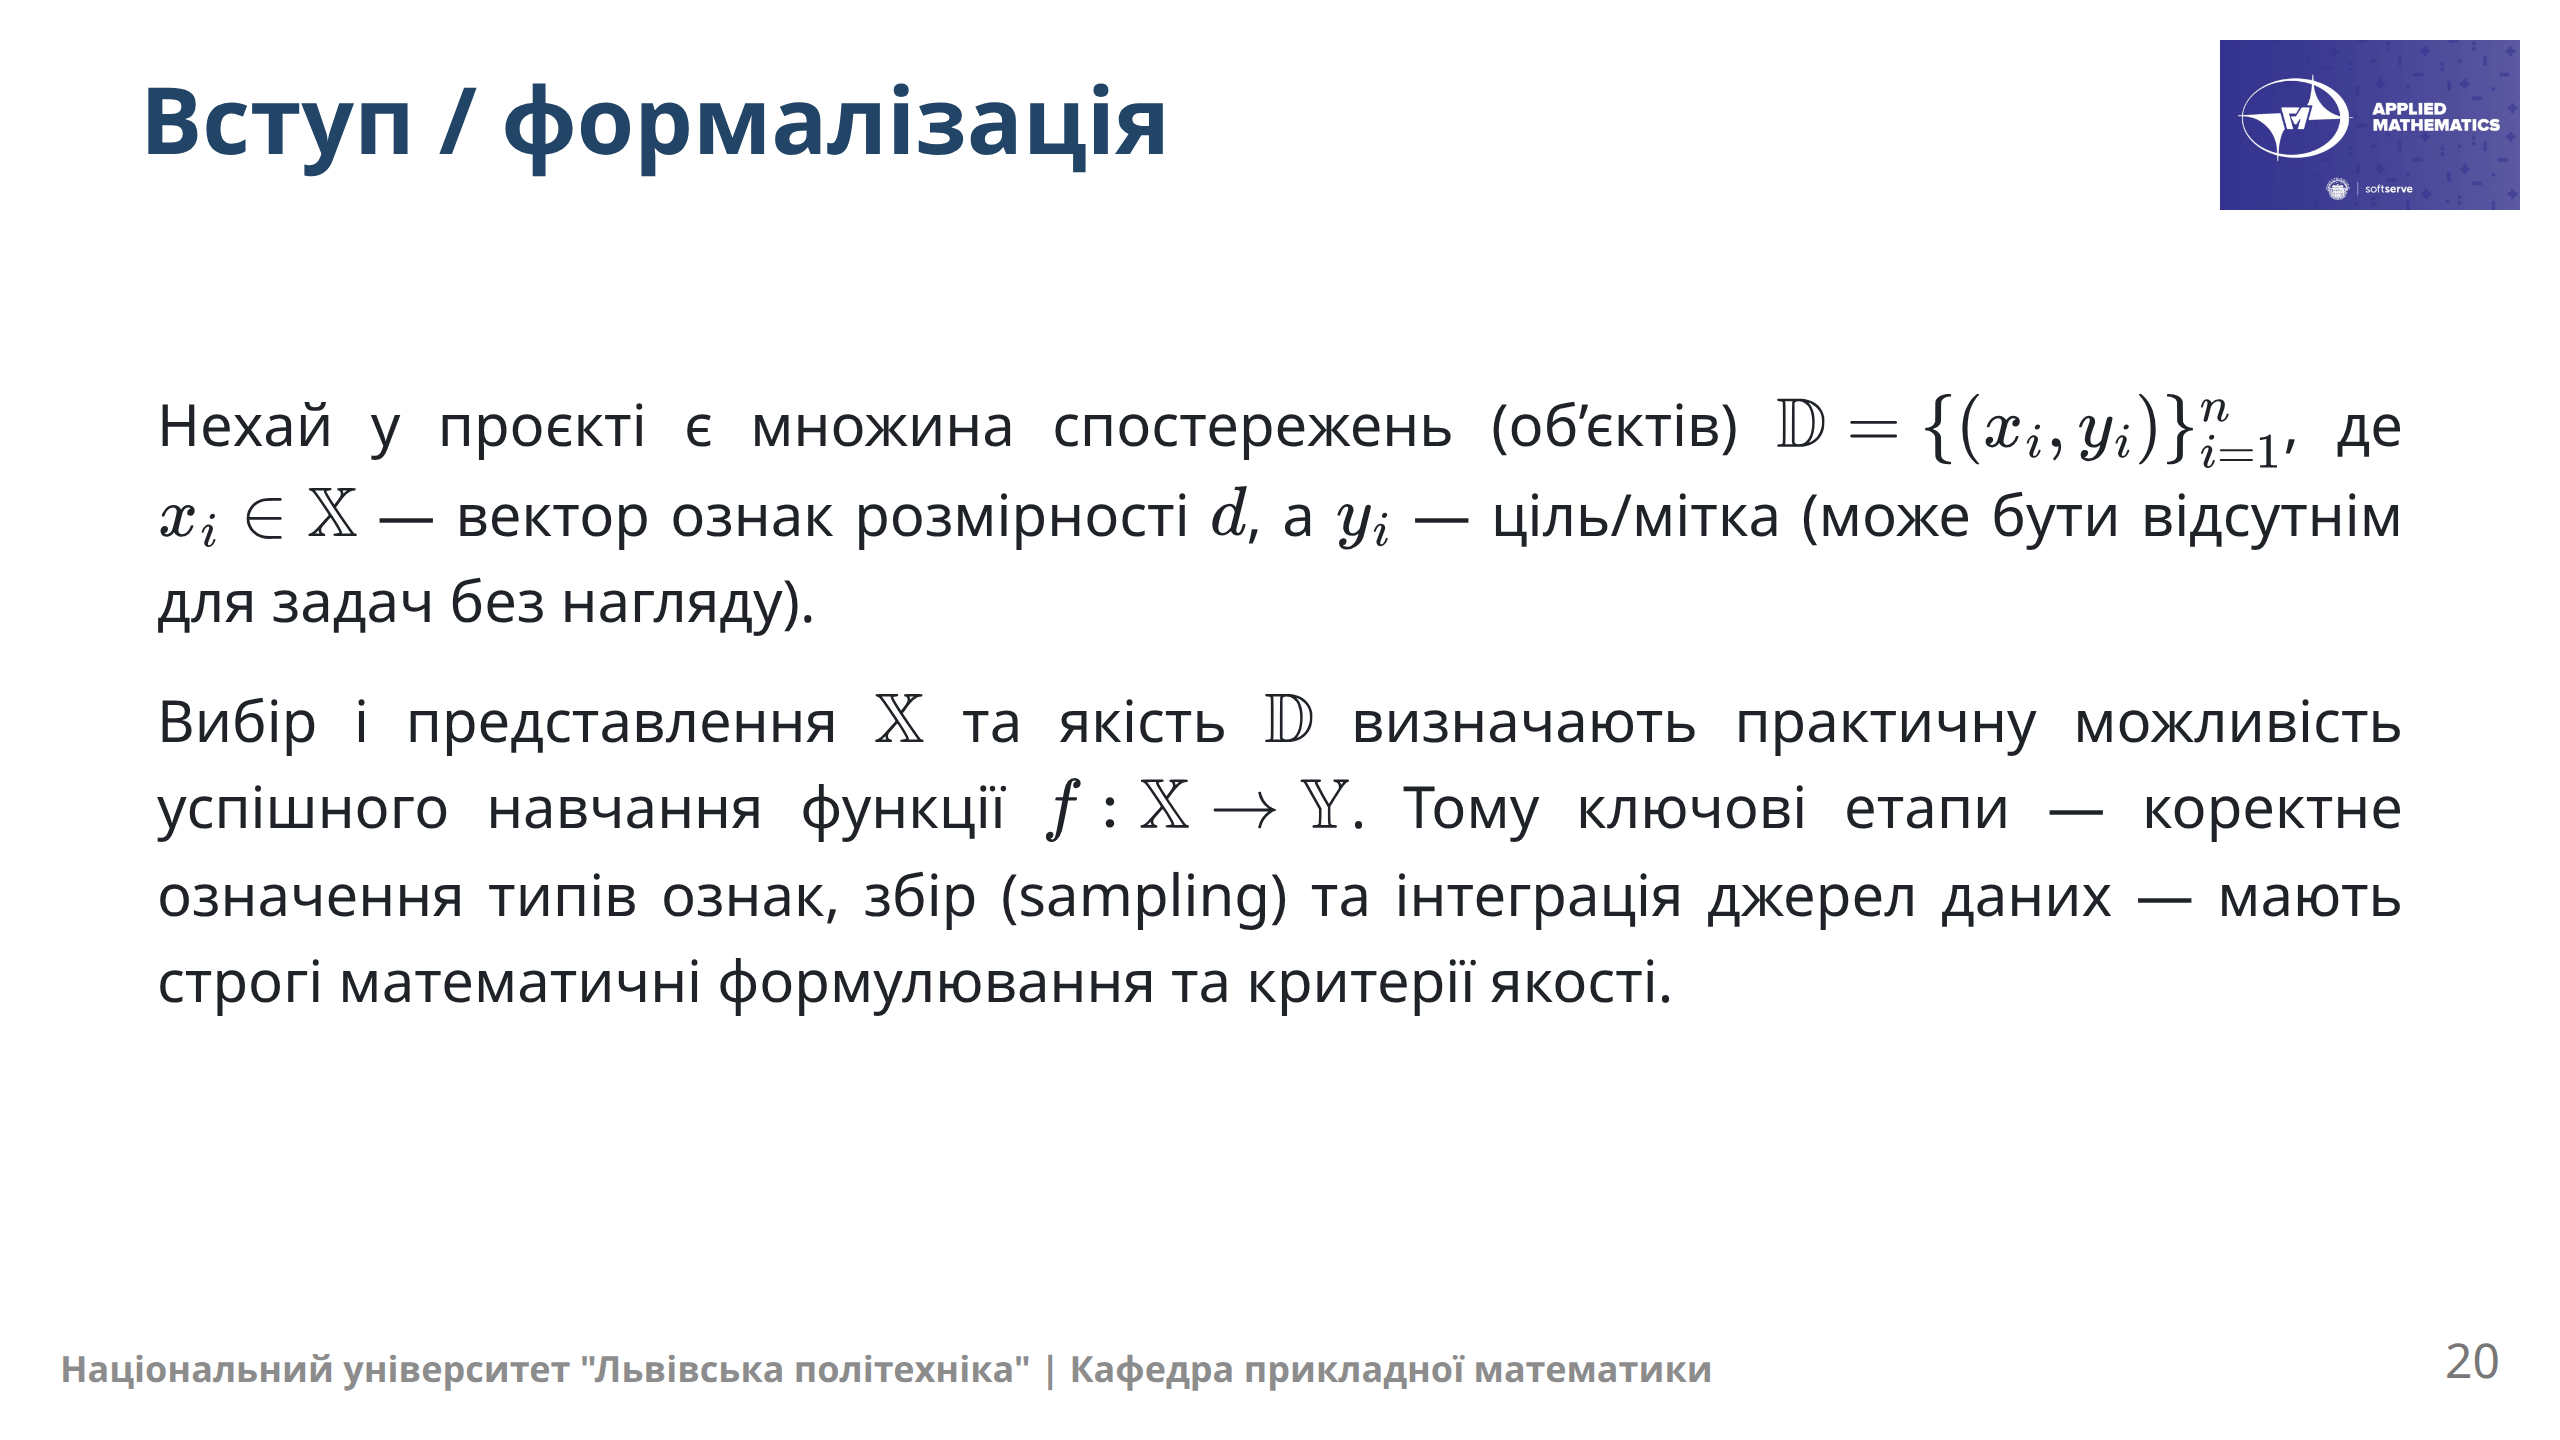 Вступ / формалізація
APPLIED
MATHEMATICS
softserve
Нехай у проєкті є множина спостережень (об’єктів) 𝔻 = {(xᵢ, yᵢ)}ⁿᵢ₌₁, де
xᵢ ∈ 𝕏 — вектор ознак розмірності d, а yᵢ — ціль/мітка (може бути відсутнім
для задач без нагляду).
Вибір і представлення 𝕏 та якість 𝔻 визначають практичну можливість
успішного навчання функції f : 𝕏 → 𝕐. Тому ключові етапи — коректне
означення типів ознак, збір (sampling) та інтеграція джерел даних — мають
строгі математичні формулювання та критерії якості.
Національний університет "Львівська політехніка" | Кафедра прикладної математики
20